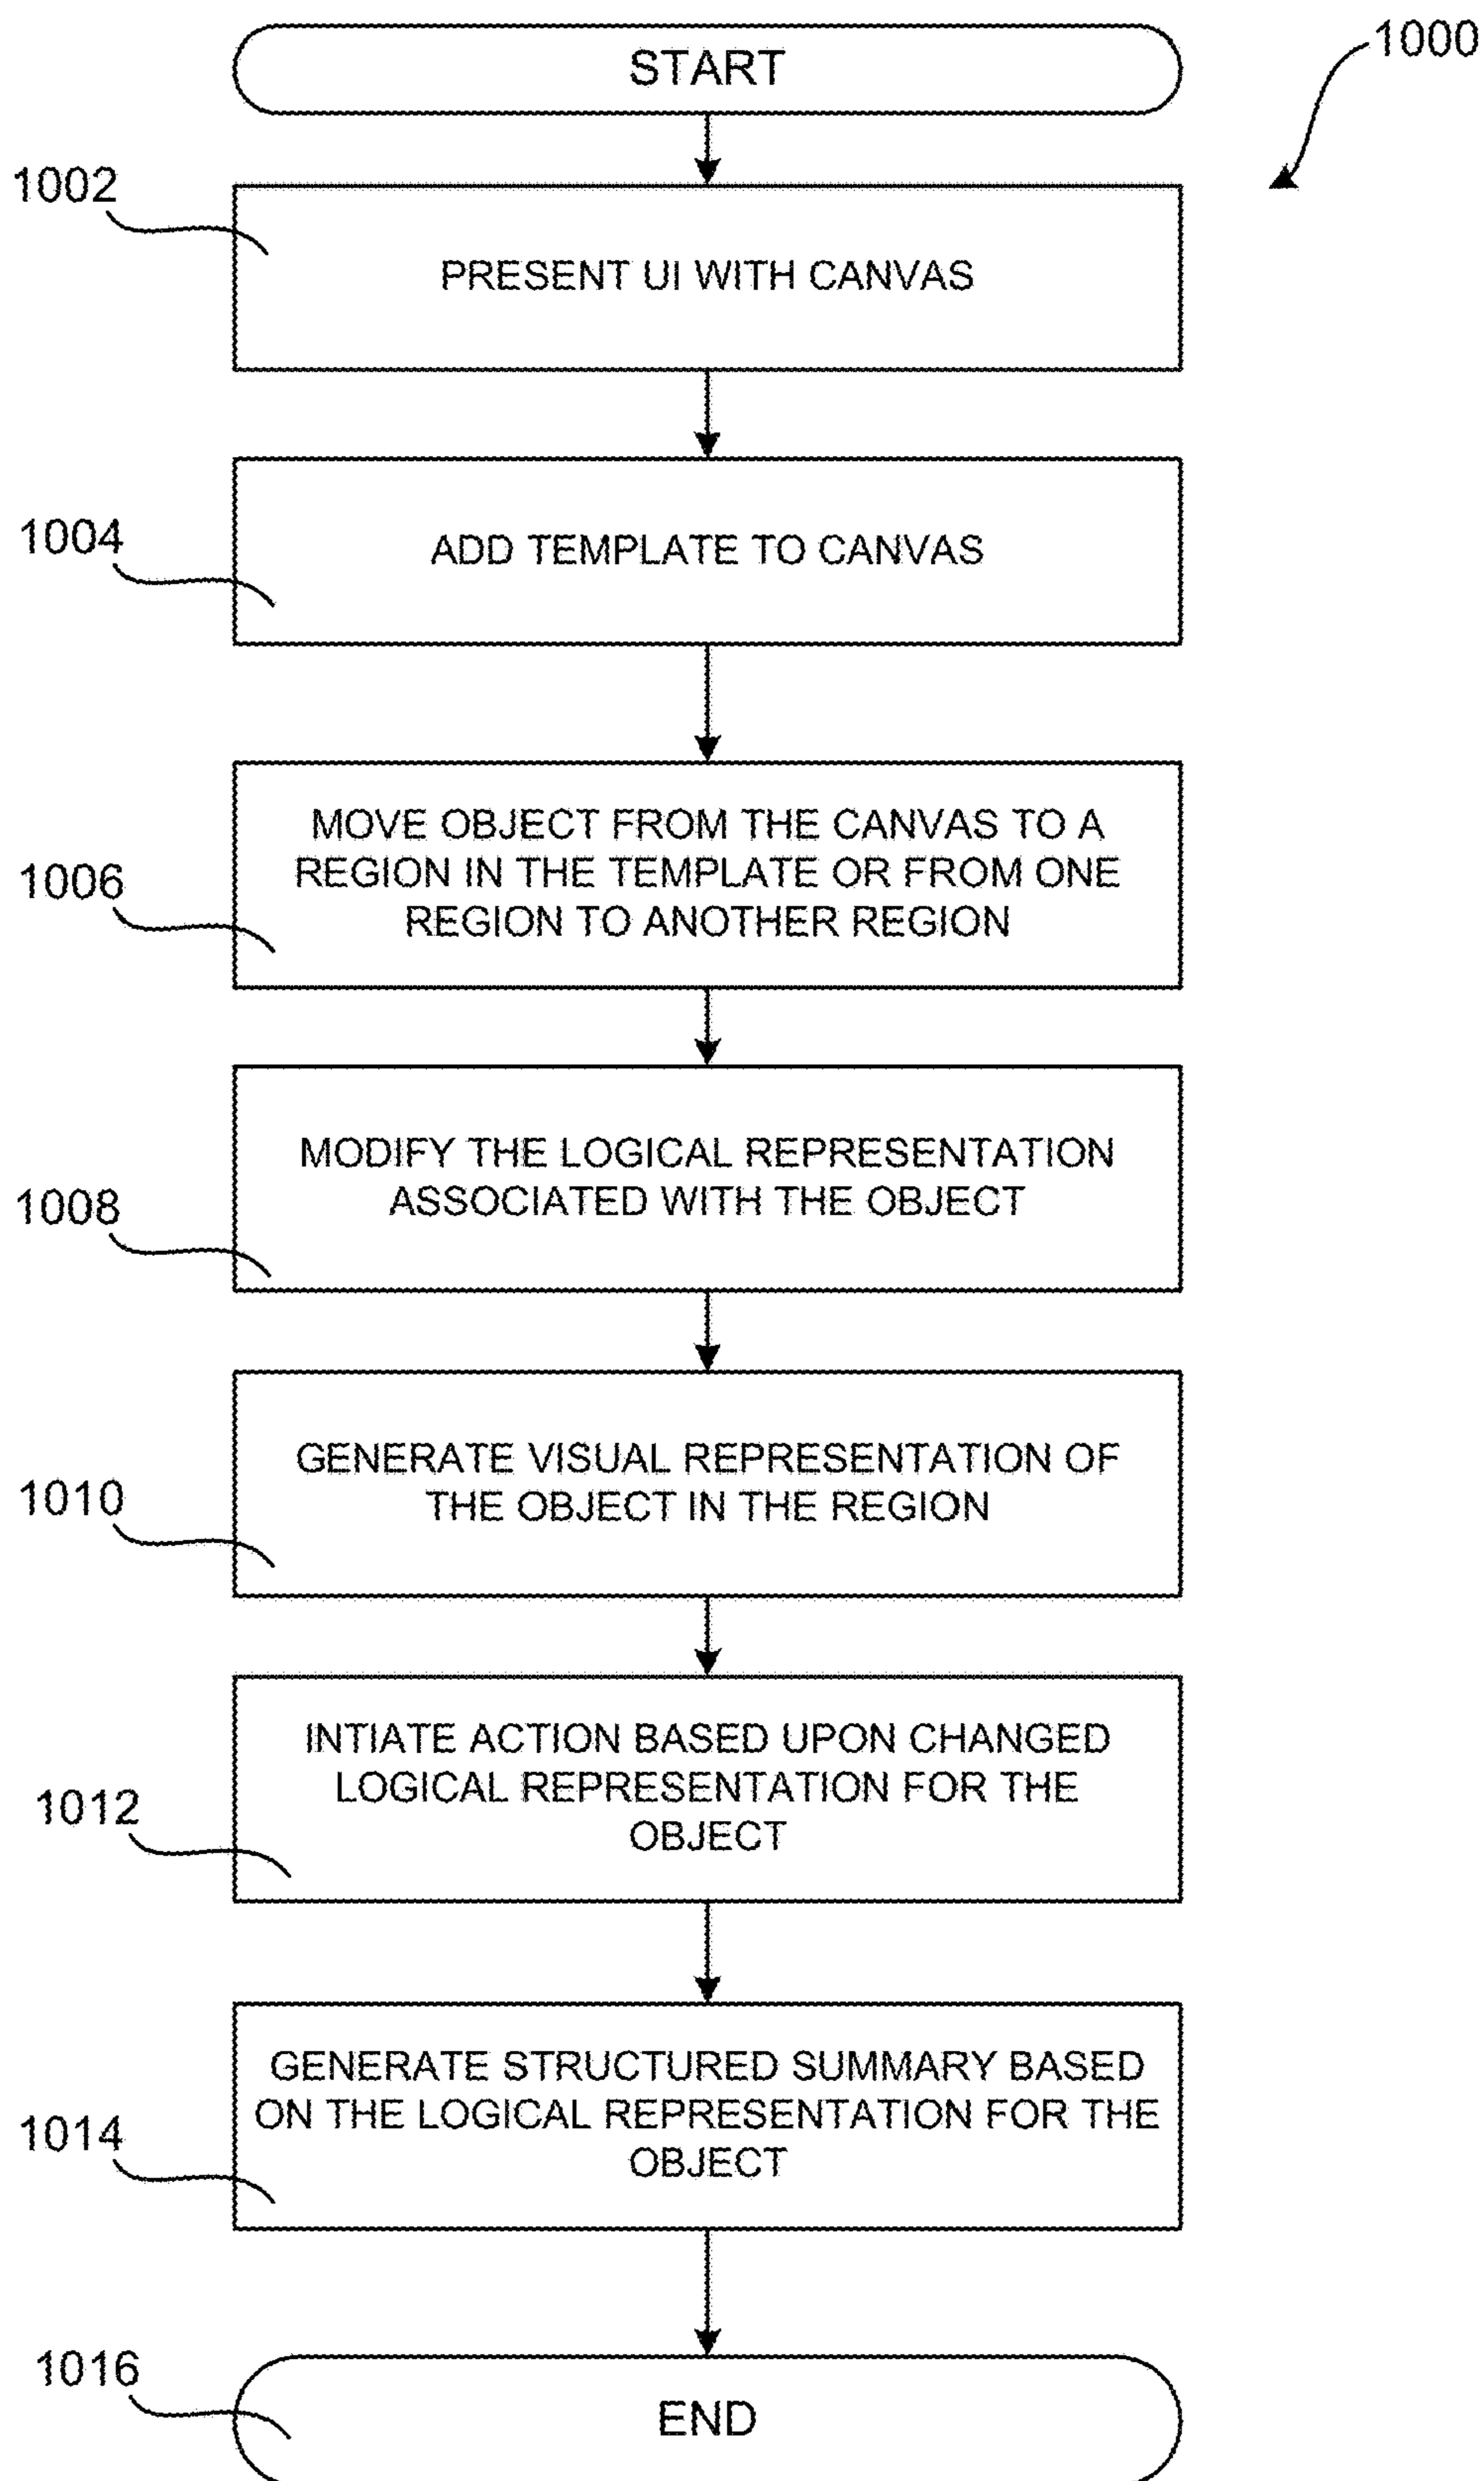 START
1000
1002
PRESENT UI WITH CANVAS
1004
ADD TEMPLATE TO CANVAS
1006
MOVE OBJECT FROM THE CANVAS TO A
REGION IN THE TEMPLATE OR FROM ONE
REGION TO ANOTHER REGION
1008
MODIFY THE LOGICAL REPRESENTATION
ASSOCIATED WITH THE OBJECT
1010
GENERATE VISUAL REPRESENTATION OF
THE OBJECT IN THE REGION
1012
INTIATE ACTION BASED UPON CHANGED
LOGICAL REPRESENTATION FOR THE
OBJECT
1014
GENERATE STRUCTURED SUMMARY BASED
ON THE LOGICAL REPRESENTATION FOR THE
OBJECT
1016
END